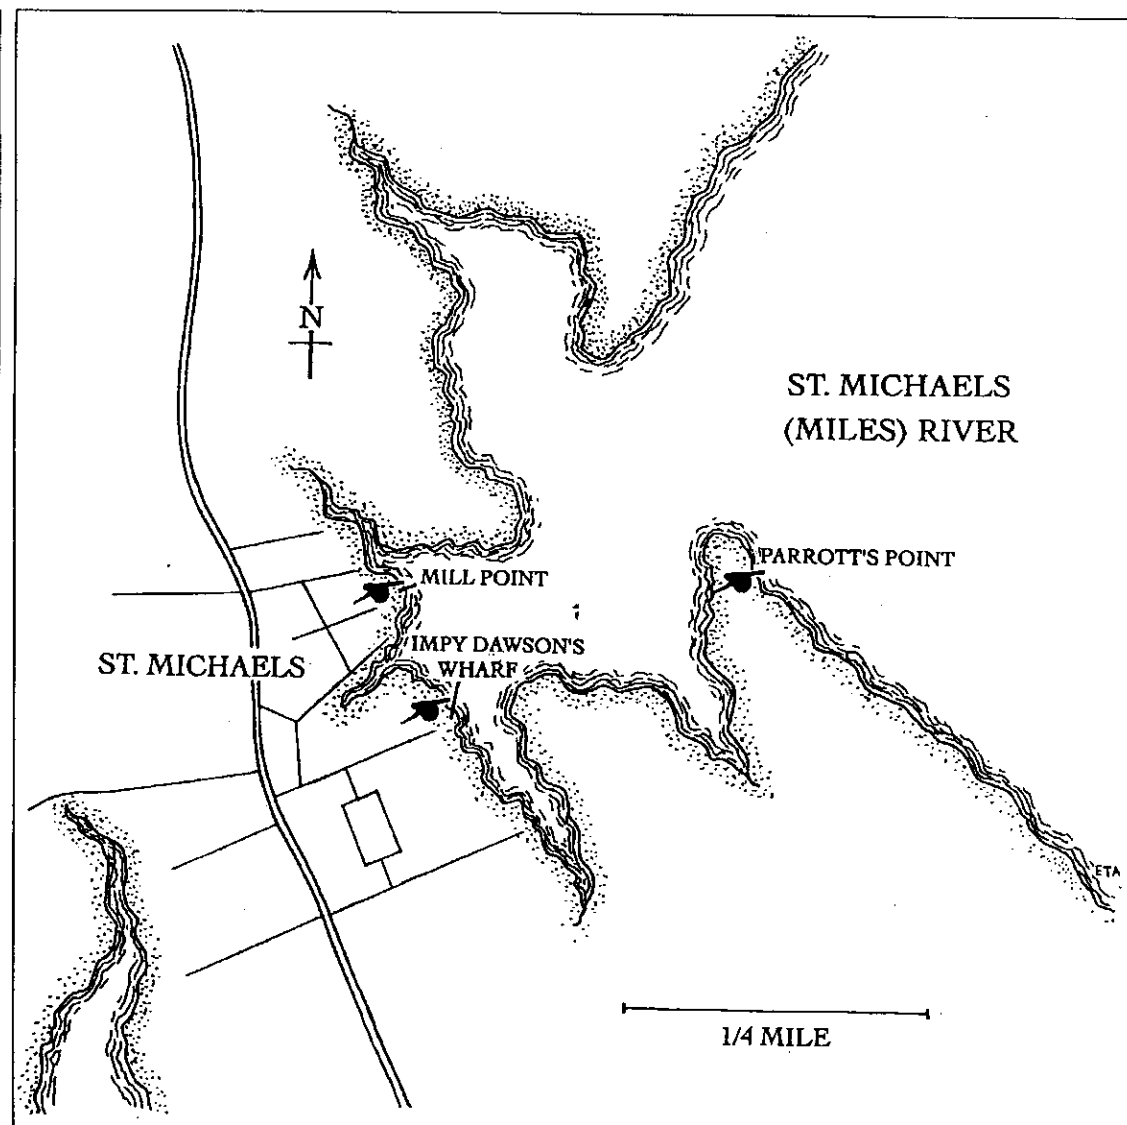 N
ST. MICHAELS
(MILES) RIVER
PARROTT'S POINT
MILL POINT
IMPY DAWSON'S
WHARF
ST. MICHAELS
ETA
1/4 MILE